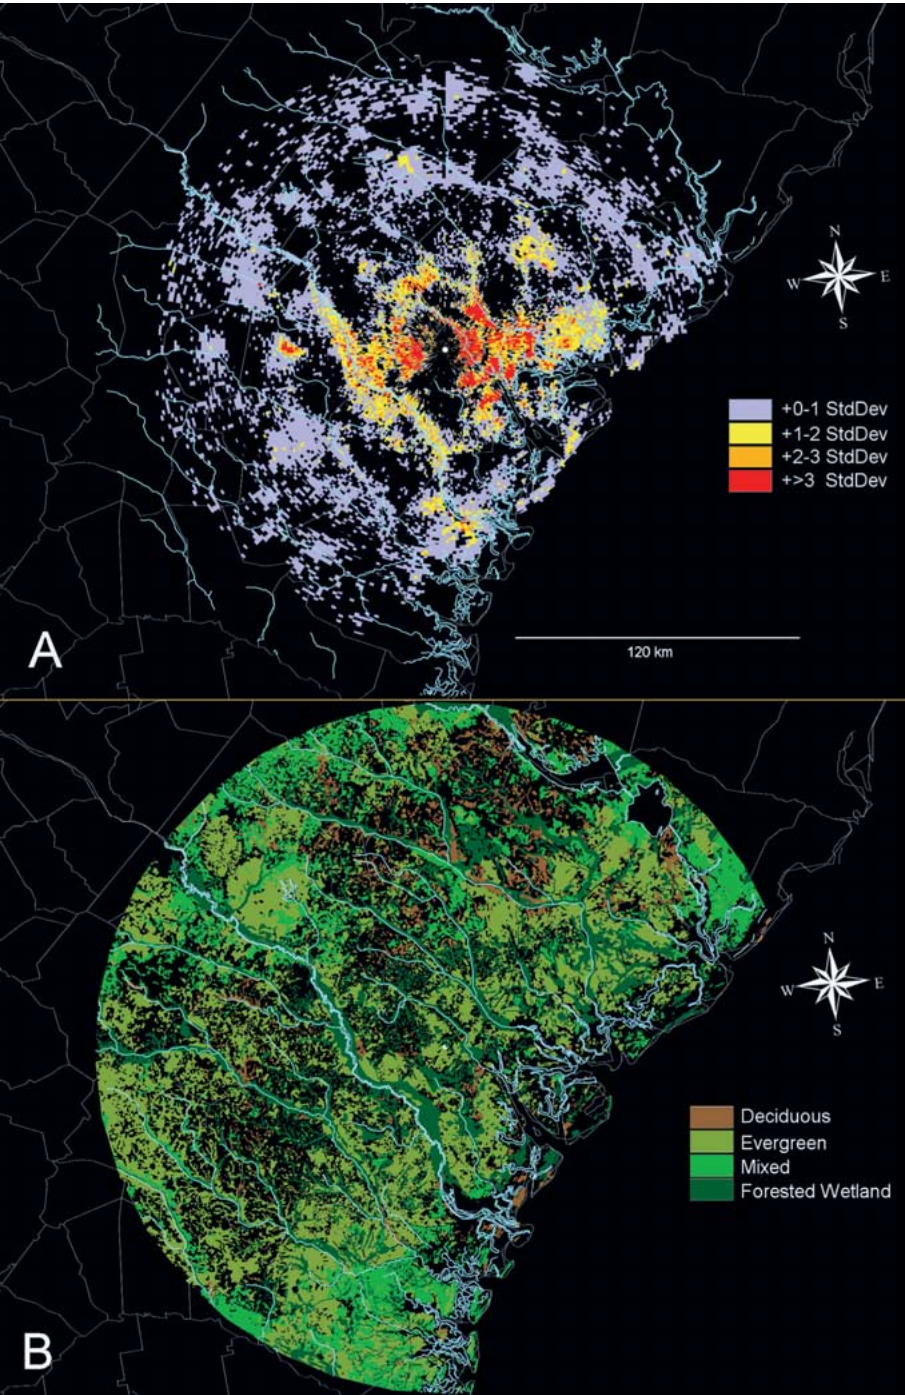 N
W E
S
+0-1 StdDev
+1-2 StdDev
+2-3 StdDev
+>3 StdDev
A
120 km
N
W E
S
Deciduous
Evergreen
Mixed
Forested Wetland
B